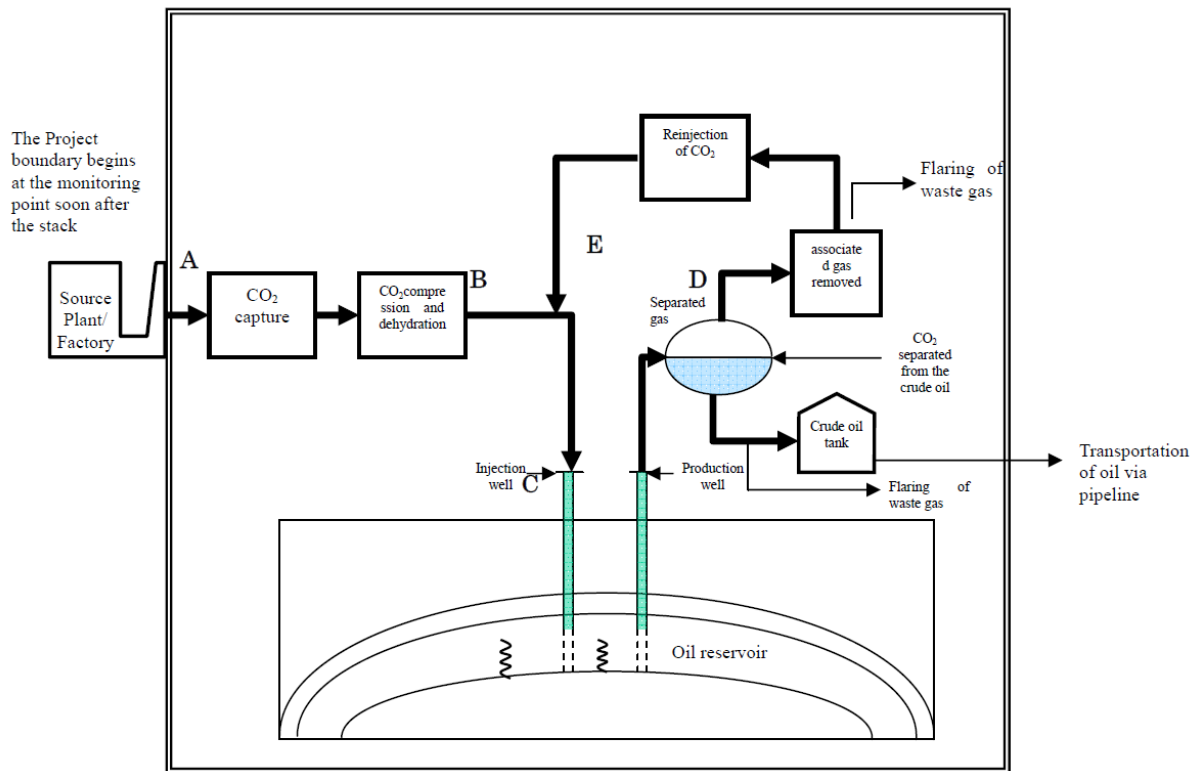 The Project
boundary begins
at the monitoring
point soon after
the stack
Source
Plant/
Factory
A
CO₂
capture
CO₂compre
ssion and
dehydration
B
Reinjection
of CO₂
E
Flaring of
waste gas
associate
d gas
removed
D
Separated
gas
CO₂
separated
from the
crude oil
Crude oil
tank
Transportation
of oil via
pipeline
Flaring of
waste gas
Injection
well
C
Production
well
Oil reservoir